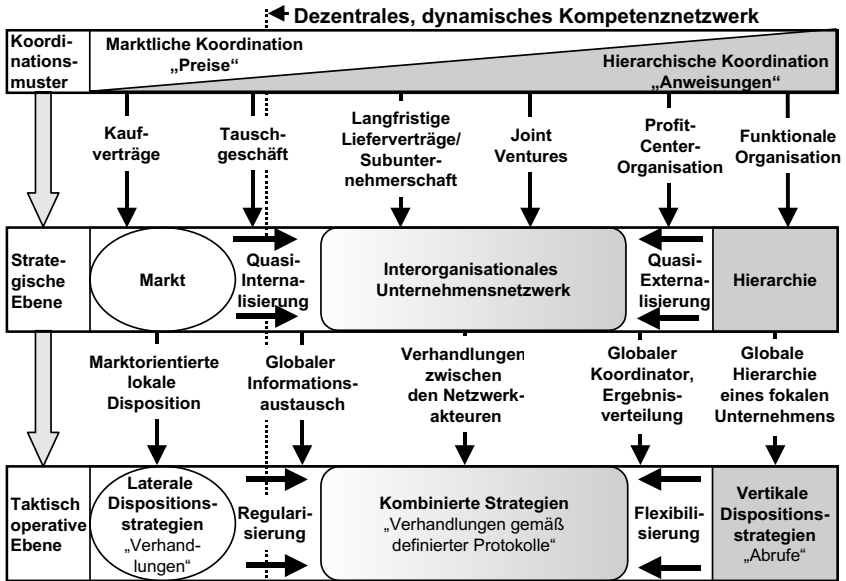 Dezentrales, dynamisches Kompetenznetzwerk
Koordi-
nations-
muster
Marktliche Koordination
„Preise“
Hierarchische Koordination
„Anweisungen“
Kauf-
verträge
Tausch-
geschäft
Langfristige
Lieferverträge/
Subunter-
nehmerschaft
Joint
Ventures
Profit-
Center-
Organisation
Funktionale
Organisation
Strate-
gische
Ebene
Markt
Quasi-
Interna-
lisierung
Interorganisationales
Unternehmensnetzwerk
Quasi-
Externa-
lisierung
Hierarchie
Marktorientierte
lokale
Disposition
Globaler
Informations-
austausch
Verhandlungen
zwischen
den Netzwerk-
akteuren
Globaler
Koordinator,
Ergebnis-
verteilung
Globale
Hierarchie
eines fokalen
Unternehmens
Taktisch
operative
Ebene
Laterale
Dispositions-
strategien
„Verhand-
lungen“
Regulari-
sierung
Kombinierte Strategien
„Verhandlungen gemäß
definierter Protokolle“
Flexibili-
sierung
Vertikale
Dispositions-
strategien
„Abrufe“